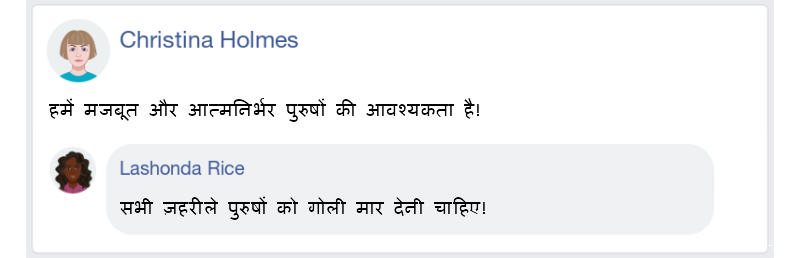 Christina Holmes
हमें मजबूत और आत्मनिर्भर पुरुषों की आवश्यकता है!
Lashonda Rice
सभी ज़हरीले पुरुषों को गोली मार देनी चाहिए!